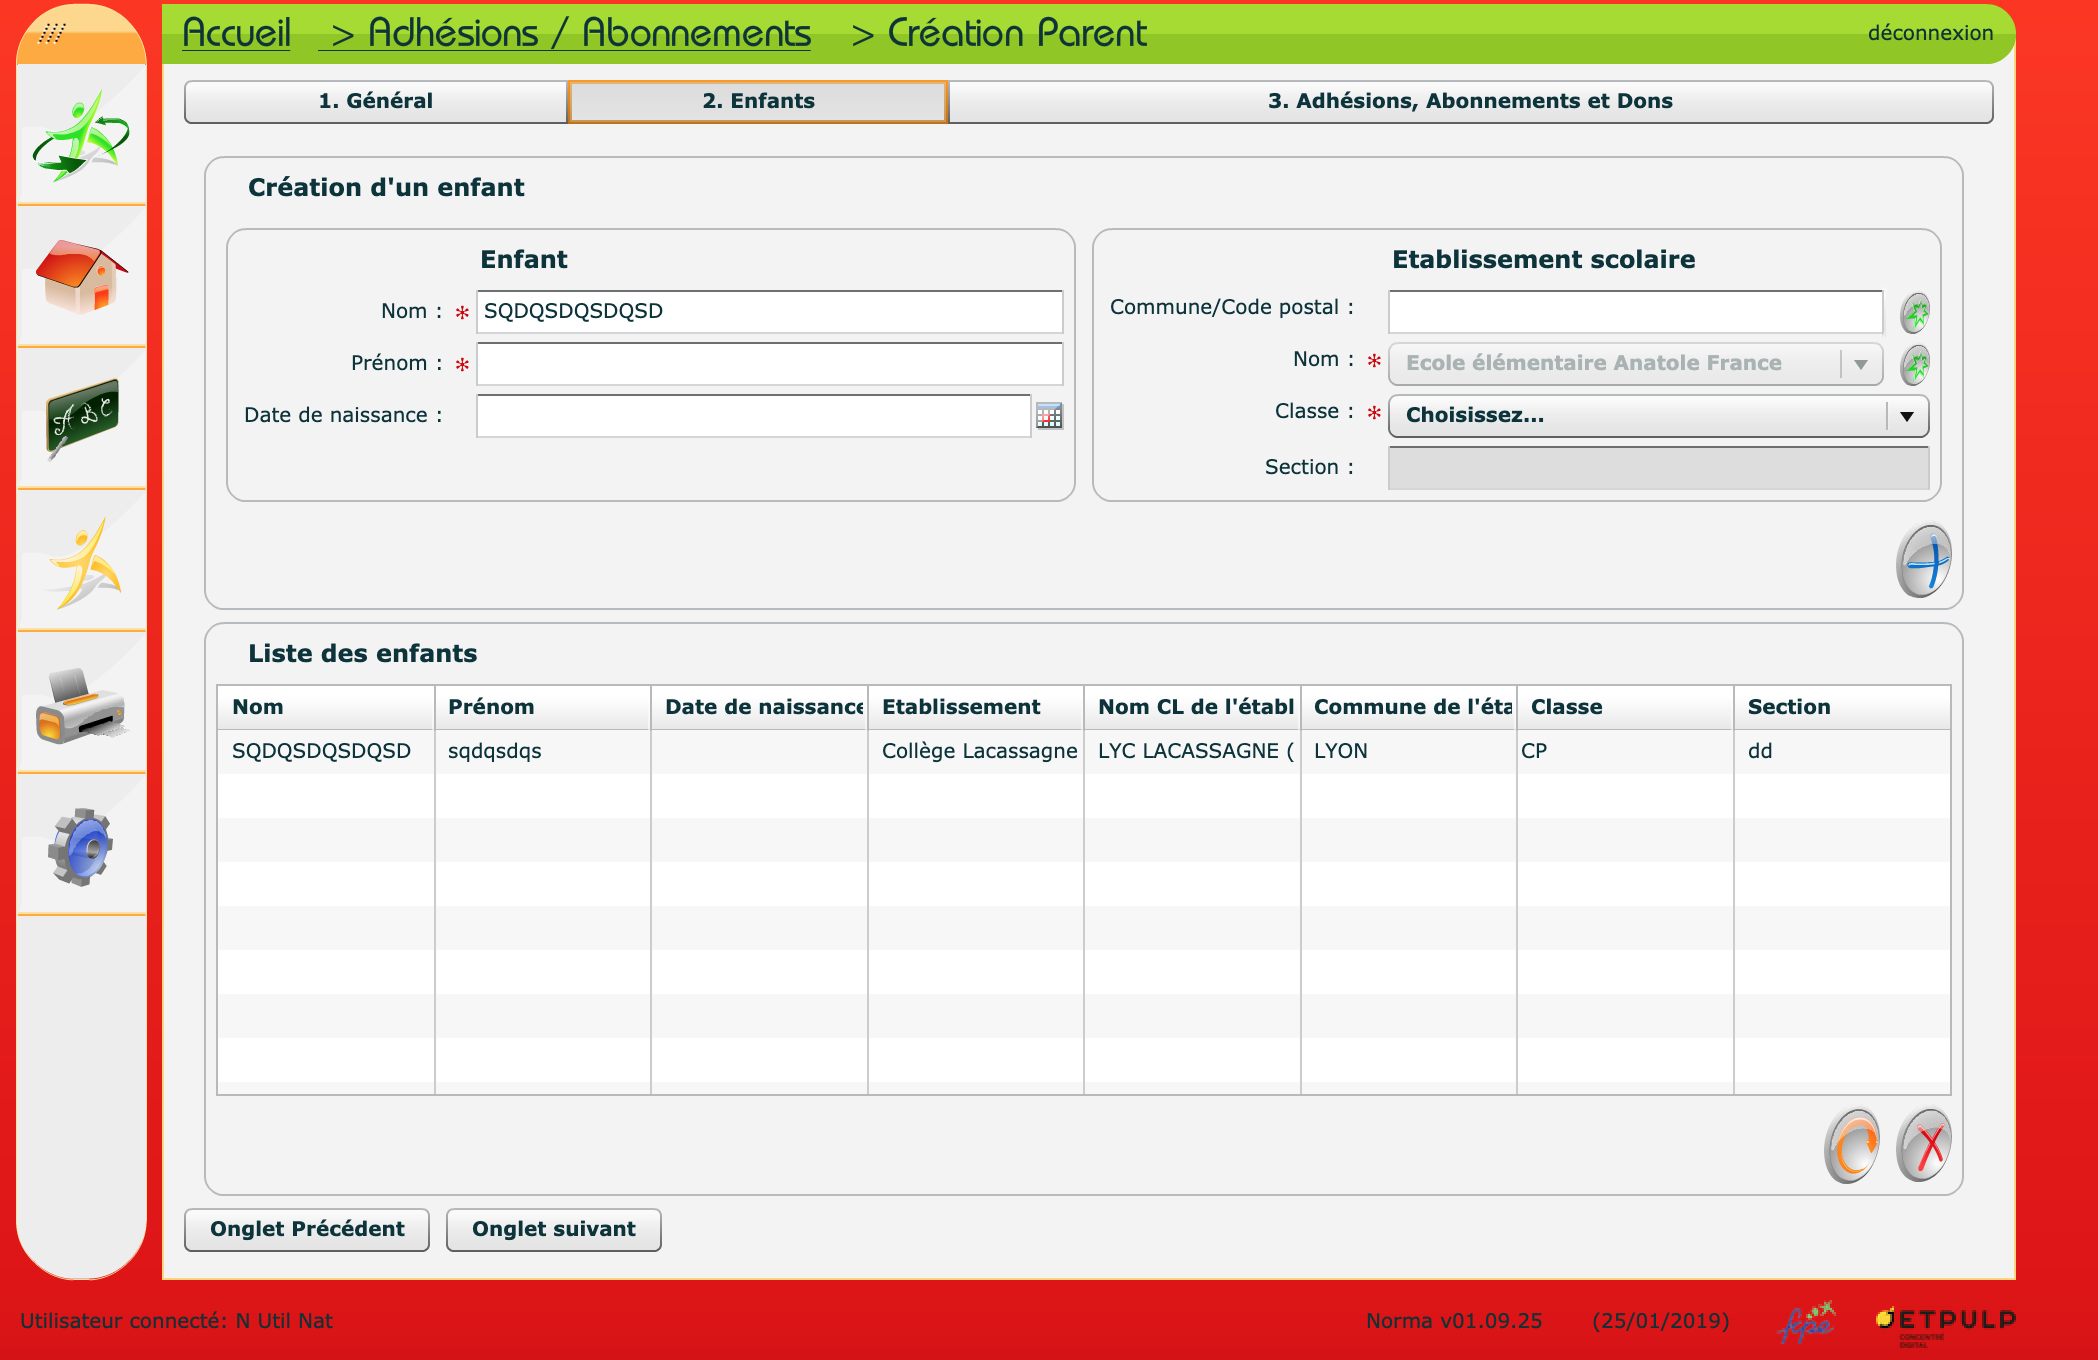 Accueil > Adhésions / Abonnements > Création Parent
déconnexion
1. Général
2. Enfants
3. Adhésions, Abonnements et Dons
Création d'un enfant
Enfant
Nom : * SQDQSDQSDQSD
Prénom : *
Date de naissance :
Etablissement scolaire
Commune/Code postal :
Nom : * Ecole élémentaire Anatole France
Classe : * Choisissez...
Section :
A B C
Liste des enfants
Nom Prénom Date de naissance Etablissement Nom CL de l'établ Commune de l'éta Classe Section
SQDQSDQSDQSD sqdqsdqs Collège Lacassagne LYC LACASSAGNE ( LYON CP dd
Onglet Précédent
Onglet suivant
Utilisateur connecté: N Util Nat
Norma v01.09.25 (25/01/2019)
fcpe
JETPULP
CONCENTRÉ
DIGITAL